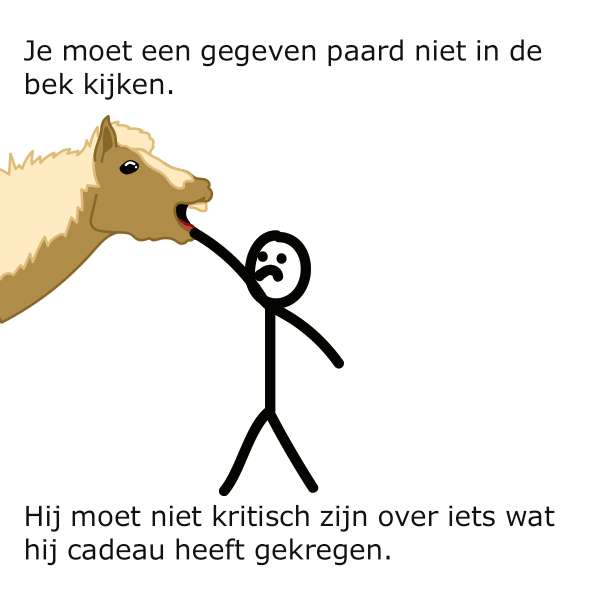 Je moet een gegeven paard niet in de
bek kijken.
Hij moet niet kritisch zijn over iets wat
hij cadeau heeft gekregen.